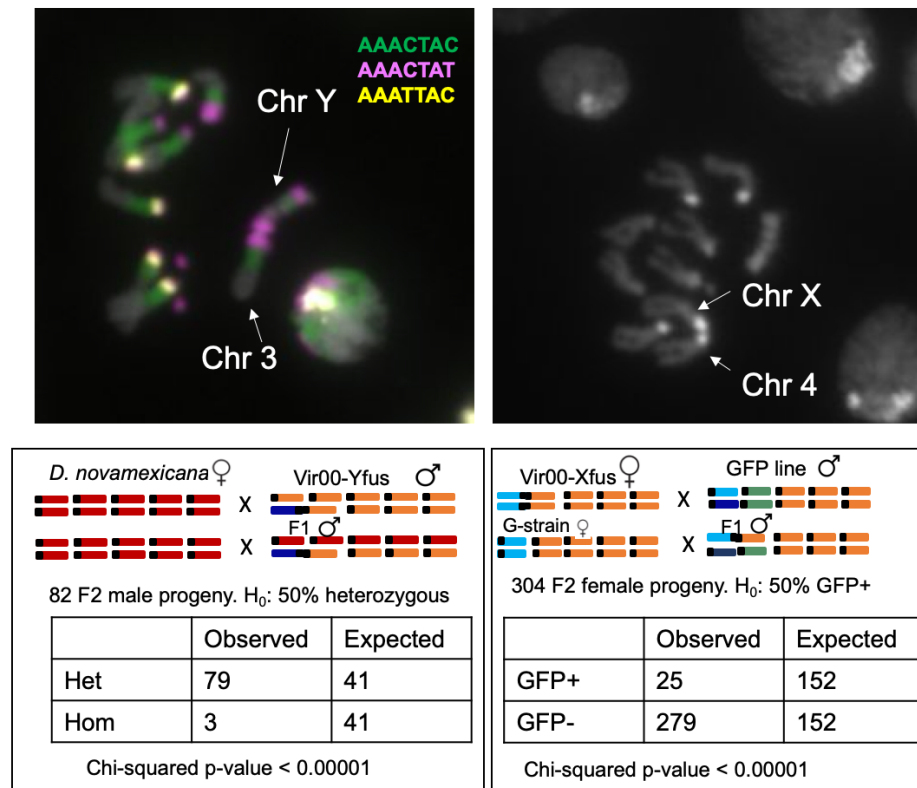 AAACTAC
AAACTAT
AAATTAC
Chr Y
Chr 3
Chr X
Chr 4
D. novamexicana♀ X Vir00-Yfus ♂
X F1 ♂
82 F2 male progeny. H₀: 50% heterozygous
Observed Expected
Het 79 41
Hom 3 41
Chi-squared p-value < 0.00001
Vir00-Xfus ♀ X GFP line ♂
G-strain ♀ X F1 ♂
304 F2 female progeny. H₀: 50% GFP+
Observed Expected
GFP+ 25 152
GFP- 279 152
Chi-squared p-value < 0.00001